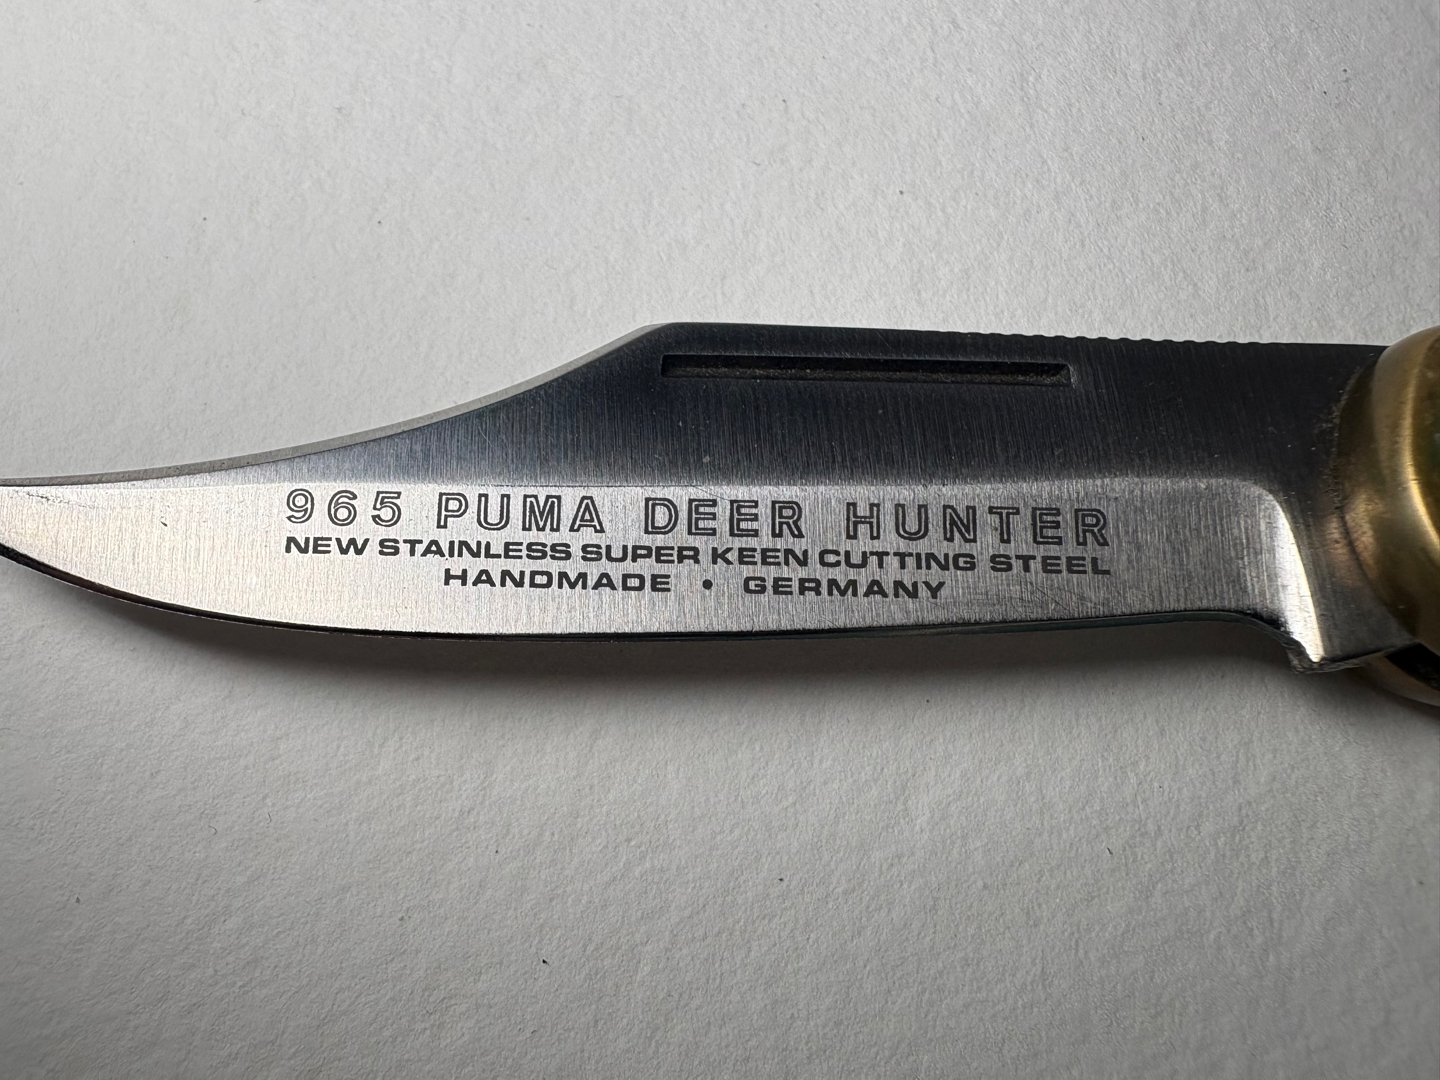 965 PUMA DEER HUNTER
NEW STAINLESS SUPER KEEN CUTTING STEEL
HANDMADE • GERMANY